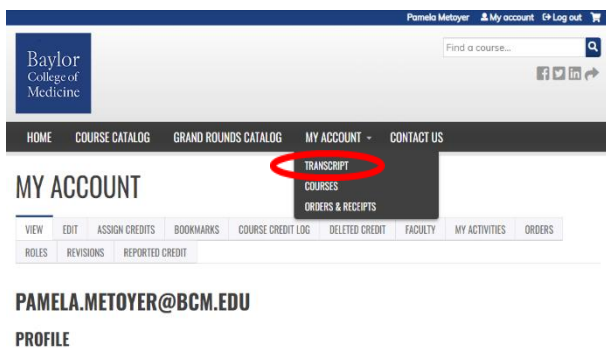 Pamela Metoyer My account Log out
Find a course...
Baylor
College of
Medicine
HOME COURSE CATALOG GRAND ROUNDS CATALOG MY ACCOUNT CONTACT US
TRANSCRIPT
COURSES
ORDERS & RECEIPTS
MY ACCOUNT
VIEW EDIT ASSIGN CREDITS BOOKMARKS COURSE CREDIT LOG DELETED CREDIT FACULTY MY ACTIVITIES ORDERS
ROLES REVISIONS REPORTED CREDIT
PAMELA.METOYER@BCM.EDU
PROFILE